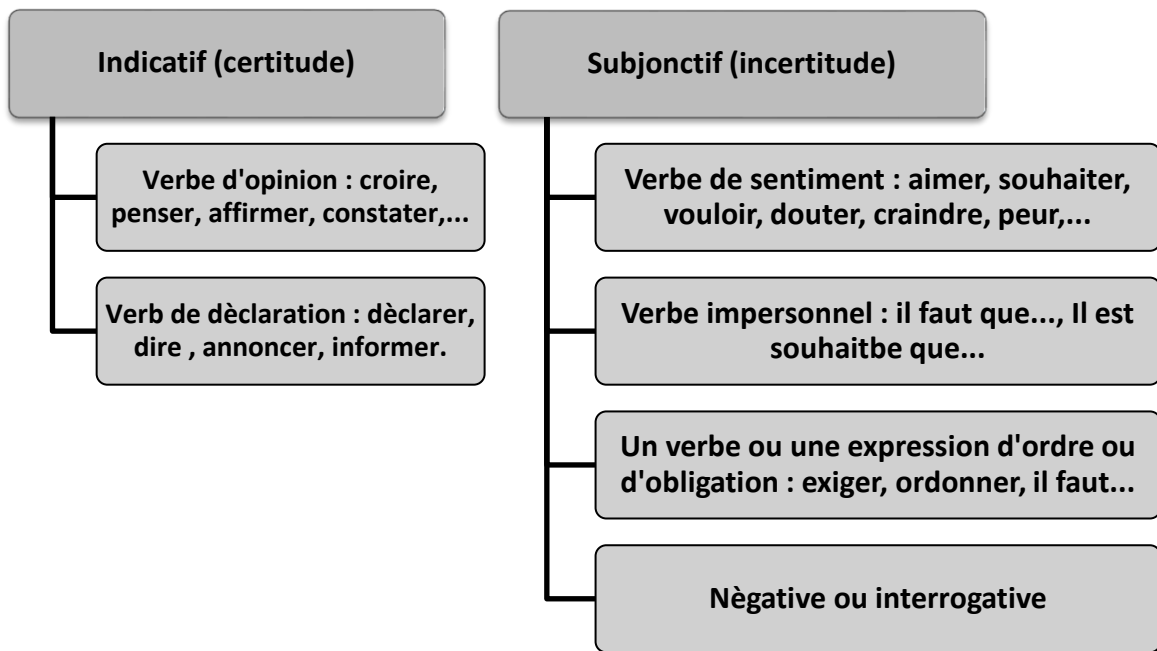 Indicatif (certitude)
Verbe d'opinion : croire,
penser, affirmer, constater,...
Verb de dèclaration : dèclarer,
dire , annoncer, informer.
Subjonctif (incertitude)
Verbe de sentiment : aimer, souhaiter,
vouloir, douter, craindre, peur,...
Verbe impersonnel : il faut que..., Il est
souhaitbe que...
Un verbe ou une expression d'ordre ou
d'obligation : exiger, ordonner, il faut...
Nègative ou interrogative